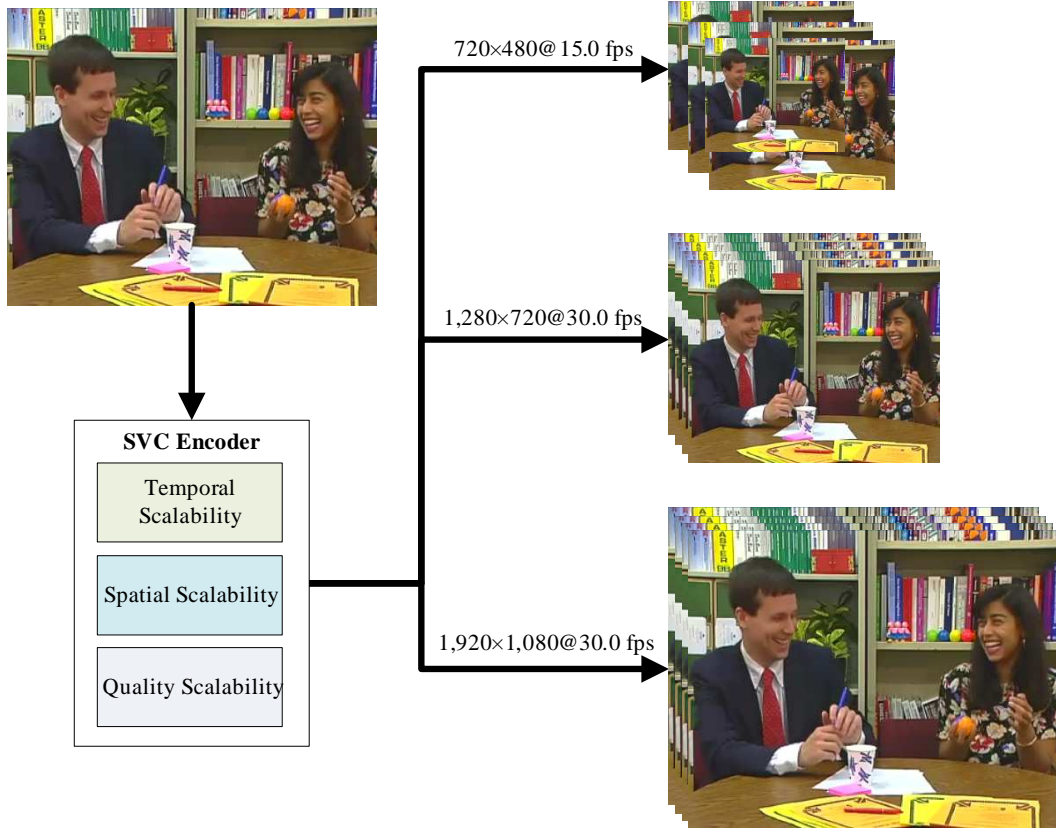 720×480@15.0 fps
1,280×720@30.0 fps
SVC Encoder
Temporal
Scalability
Spatial Scalability
Quality Scalability
1,920×1,080@30.0 fps
ASTER